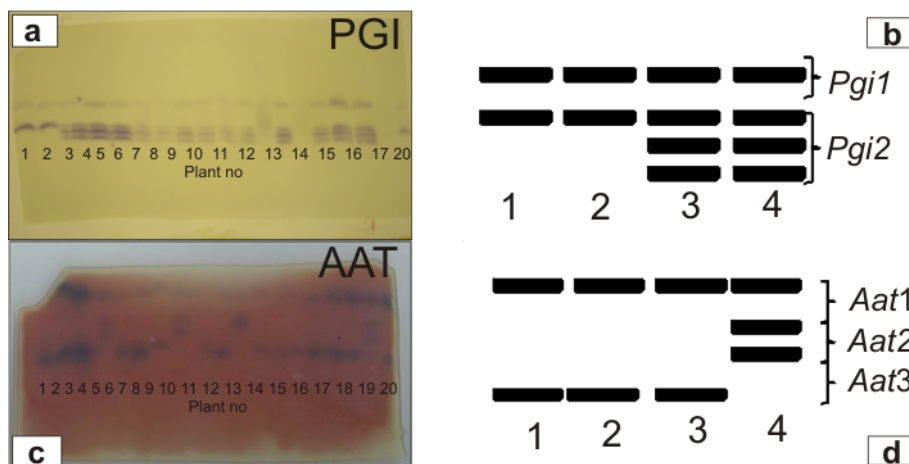 a
PGI
1 2 3 4 5 6 7 8 9 10 11 12 13 14 15 16 17 20
Plant no
b
Pgi1
Pgi2
1 2 3 4
AAT
1 2 3 4 5 6 7 8 9 10 11 12 13 14 15 16 17 18 19 20
Plant no
c
Aat1
Aat2
Aat3
1 2 3 4
d